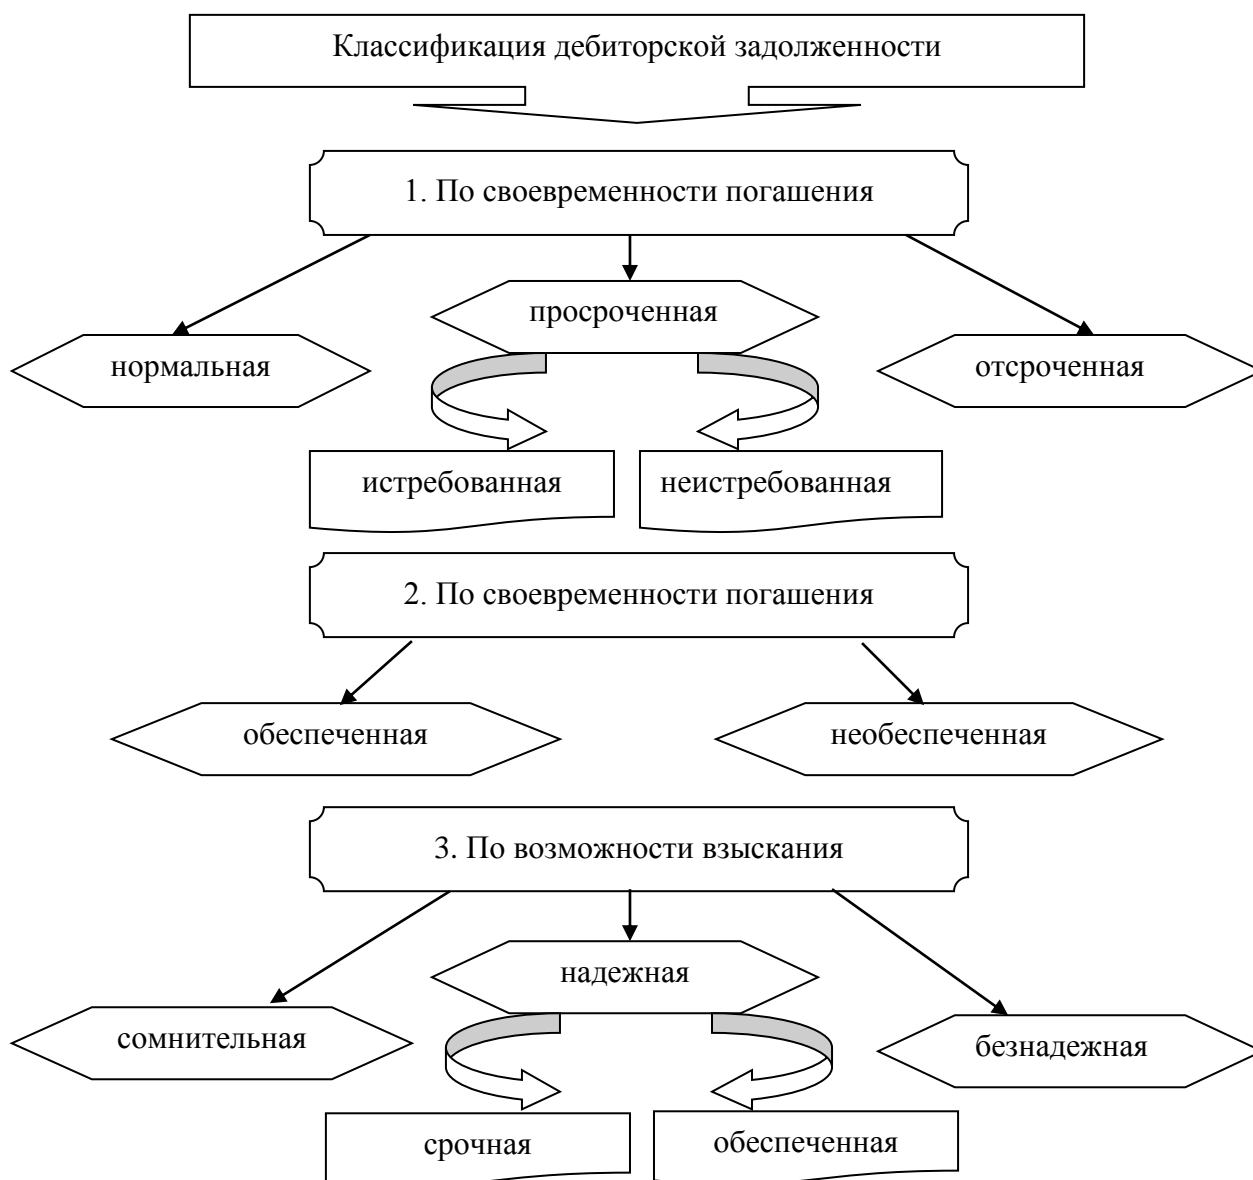 Классификация дебиторской задолженности
1. По своевременности погашения
просроченная
нормальная
отсроченная
истребованная
неистребованная
2. По своевременности погашения
обеспеченная
необеспеченная
3. По возможности взыскания
надежная
сомнительная
безнадежная
срочная
обеспеченная